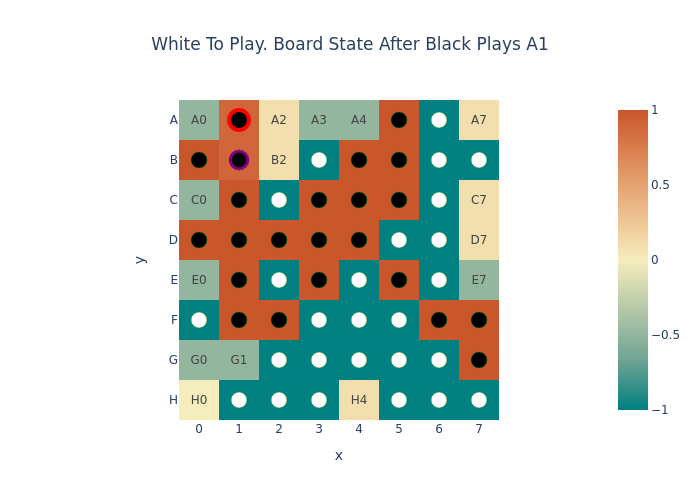 White To Play. Board State After Black Plays A1
A A0 A2 A3 A4 A7
B B2
C C0 C7
D D7
E E0 E7
F
G G0 G1
H H0 H4
0 1 2 3 4 5 6 7
x
y
1
0.5
0
−0.5
−1